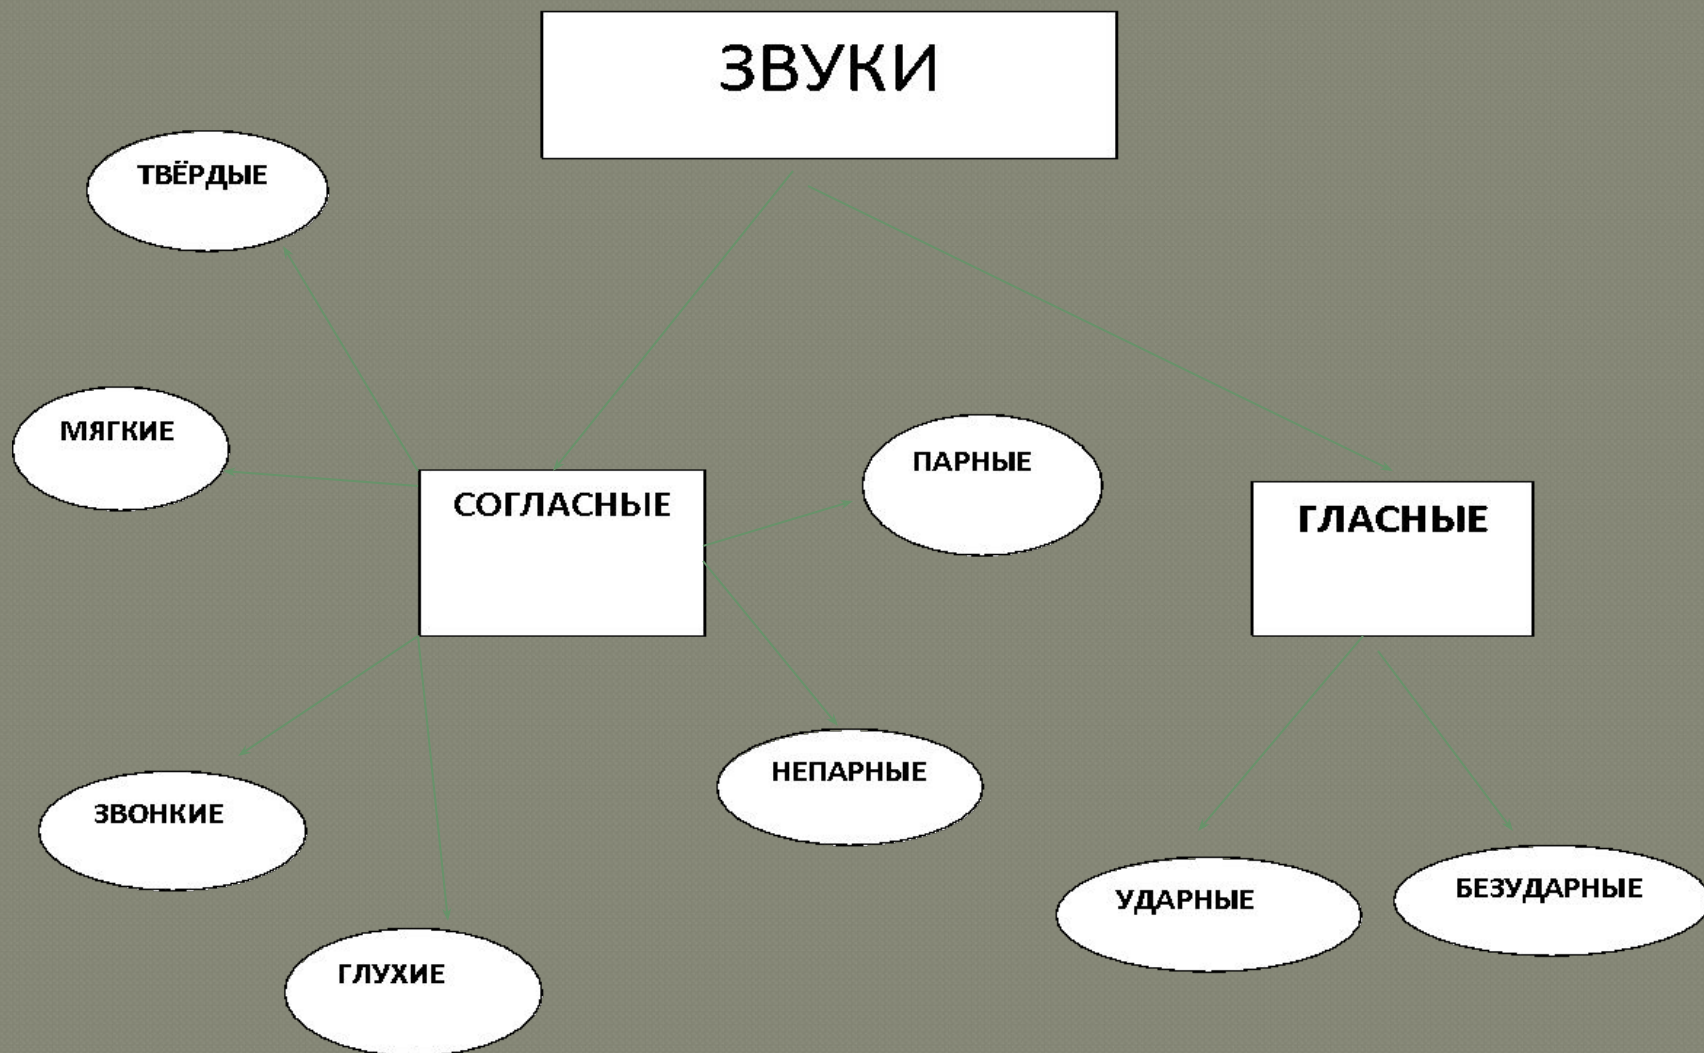 ЗВУКИ
ТВЁРДЫЕ
МЯГКИЕ
СОГЛАСНЫЕ
ПАРНЫЕ
ГЛАСНЫЕ
НЕПАРНЫЕ
ЗВОНКИЕ
ГЛУХИЕ
УДАРНЫЕ
БЕЗУДАРНЫЕ